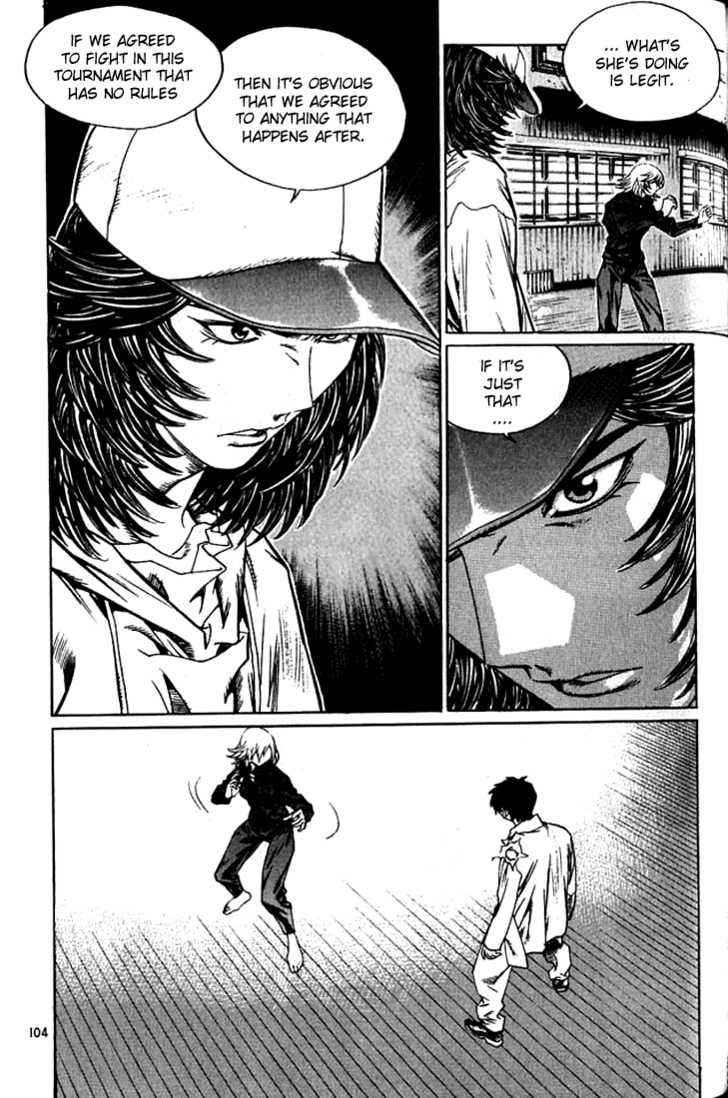 IF WE AGREED
TO FIGHT IN THIS
TOURNAMENT THAT
HAS NO RULES
THEN IT'S OBVIOUS
THAT WE AGREED
TO ANYTHING THAT
HAPPENS AFTER.
... WHAT'S
SHE'S DOING
IS LEGIT.
IF IT'S
JUST
THAT
....
104